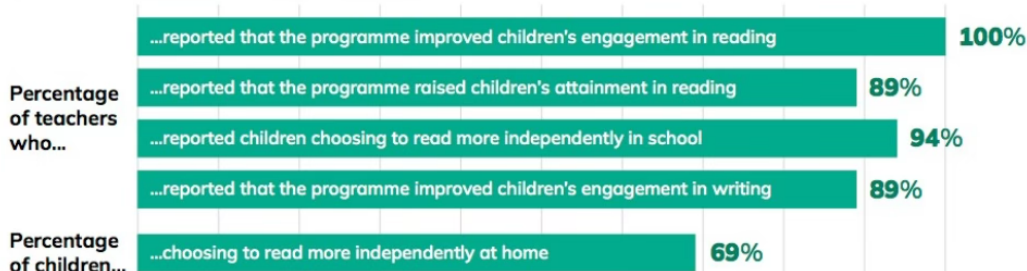 ...reported that the programme improved children's engagement in reading 100%
...reported that the programme raised children's attainment in reading 89%
Percentage
of teachers
who...
...reported children choosing to read more independently in school 94%
...reported that the programme improved children's engagement in writing 89%
Percentage
of children...
...choosing to read more independently at home 69%